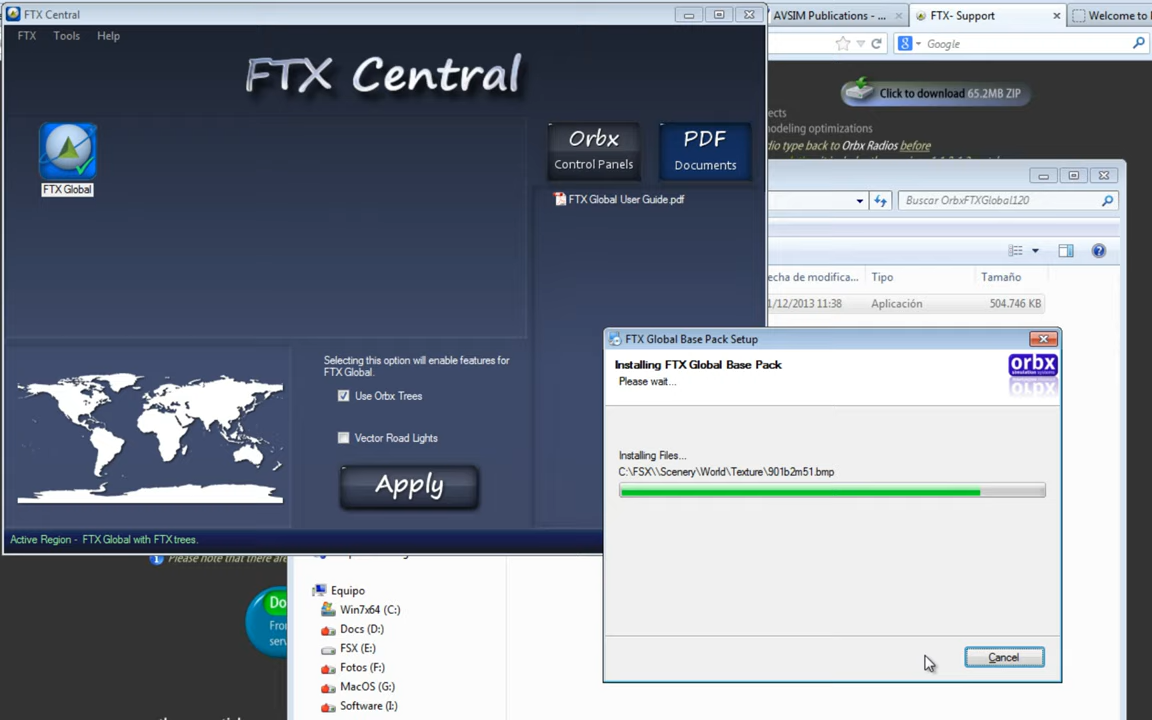 FTX Central
FTX Tools Help
FTX Central
FTX Global
Orbx
Control Panels
PDF
Documents
FTX Global User Guide.pdf
Selecting this option will enable features for
FTX Global.
Use Orbx Trees
Vector Road Lights
Apply
Active Region - FTX Global with FTX trees.
AVSIM Publications - ...
FTX- Support
Welcome to
Google
Click to download 65.2MB ZIP
modeling optimizations
type back to Orbx Radios before
Buscar OrbxFTXGlobal120
echa de modifica...
Tipo
Tamaño
/12/2013 11:38
Aplicación
504.746 KB
FTX Global Base Pack Setup
Installing FTX Global Base Pack
Please wait...
orbx
Installing Files...
C:\FSX\\Scenery\World\Texture\901b2m51.bmp
Cancel
Please note that there are
Do
From
serv
Equipo
Win7x64 (C:)
Docs (D:)
FSX (E:)
Fotos (F:)
MacOS (G:)
Software (I:)